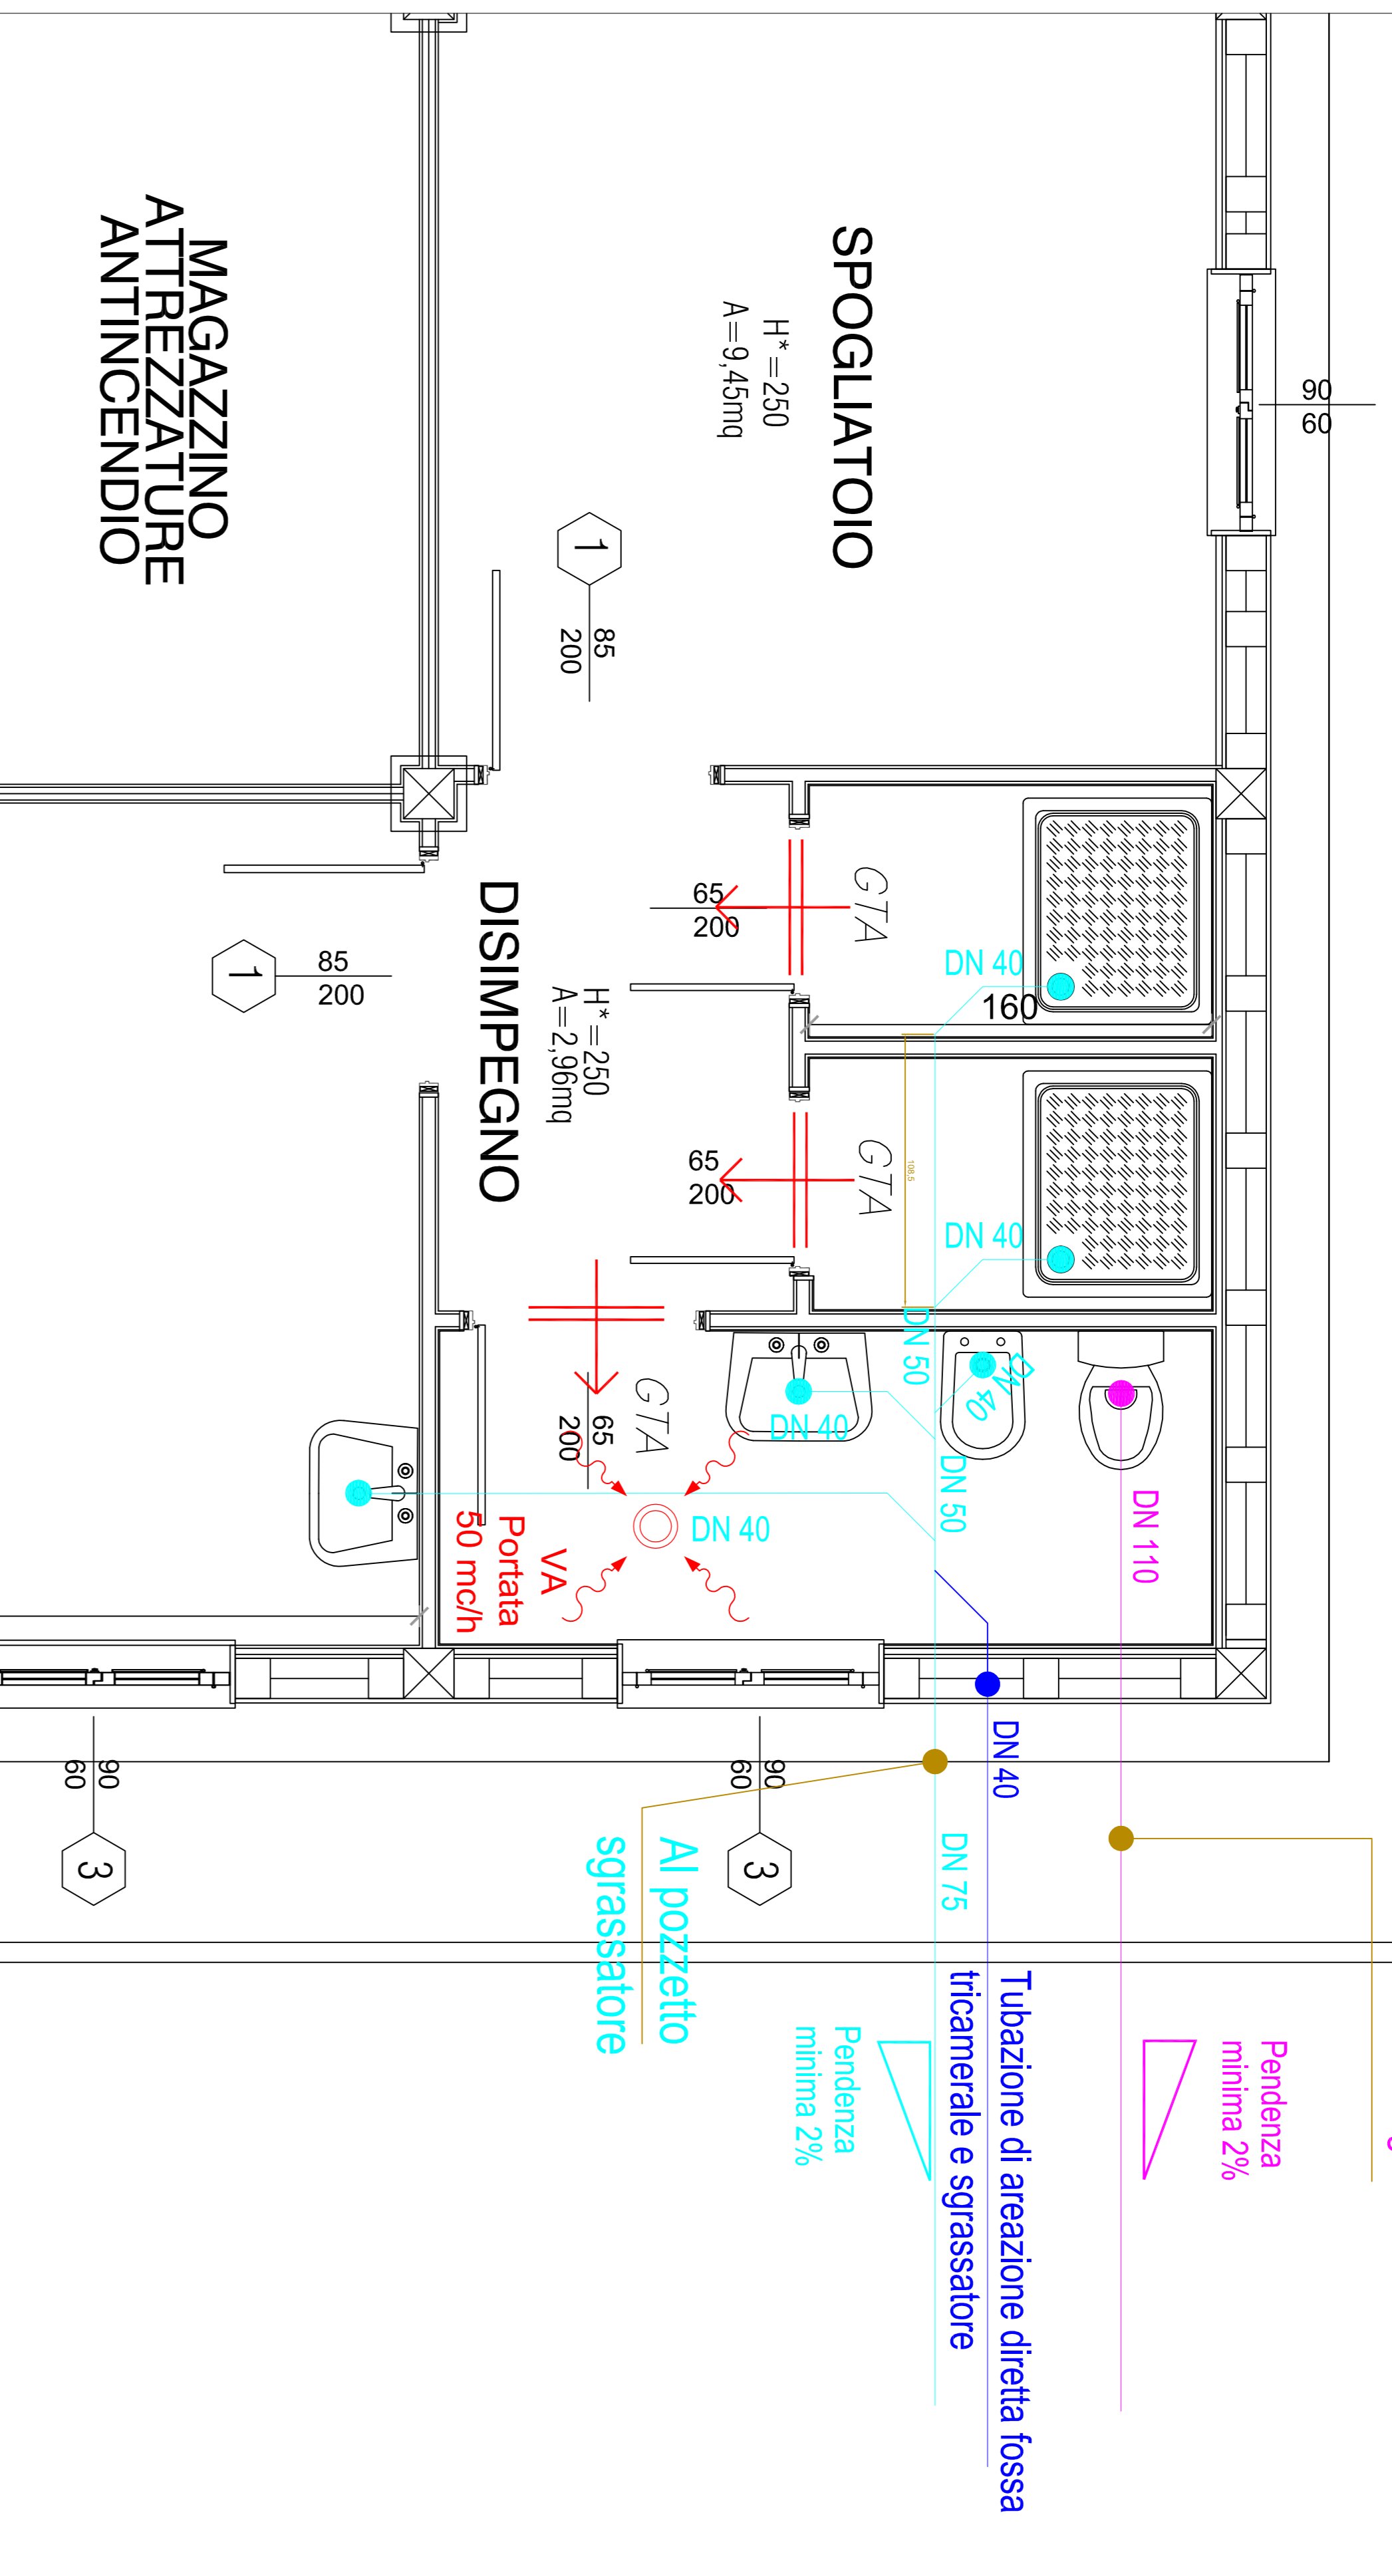 MAGAZZINO
ATTREZZATURE
ANTINCENDIO
SPOGLIATOIO
H*=250
A=9,45mq
90
60
1
85
200
1
85
200
DISIMPEGNO
H*=250
A=2,96mq
65
200
GTA
65
200
GTA
65
200
GTA
DN 40
160
DN 40
108,5
DN 50
DN 40
DN 40
DN 50
DN 40
DN 110
VA
Portata
50 mc/h
90
60
3
90
60
3
DN 40
DN 75
Al pozzetto
sgrassatore
Tubazione di areazione diretta fossa
tricamerale e sgrassatore
Pendenza
minima 2%
Pendenza
minima 2%